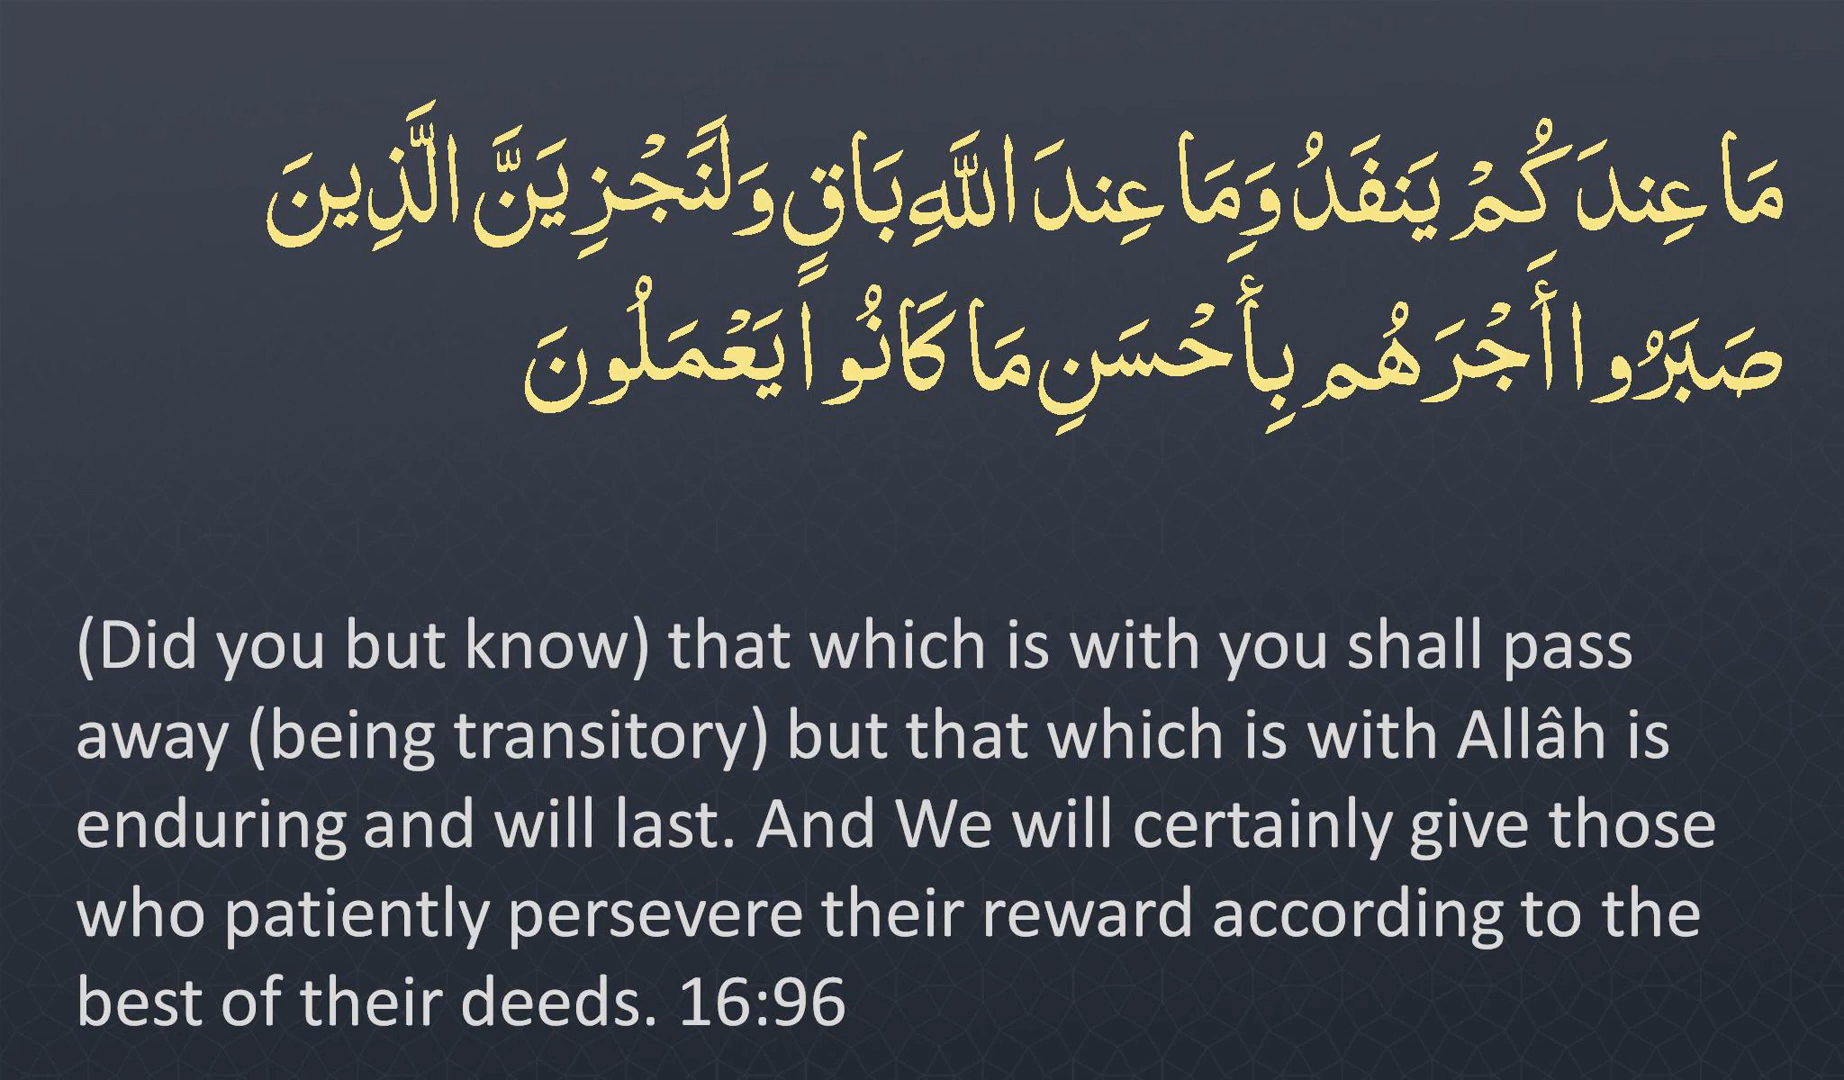 مَا عِندَكُمْ يَنفَدُ وَمَا عِندَ اللَّهِ بَاقٍ وَلَنَجْزِيَنَّ الَّذِينَ
صَبَرُوا أَجْرَهُم بِأَحْسَنِ مَا كَانُوا يَعْمَلُونَ
(Did you but know) that which is with you shall pass
away (being transitory) but that which is with Allâh is
enduring and will last. And We will certainly give those
who patiently persevere their reward according to the
best of their deeds. 16:96